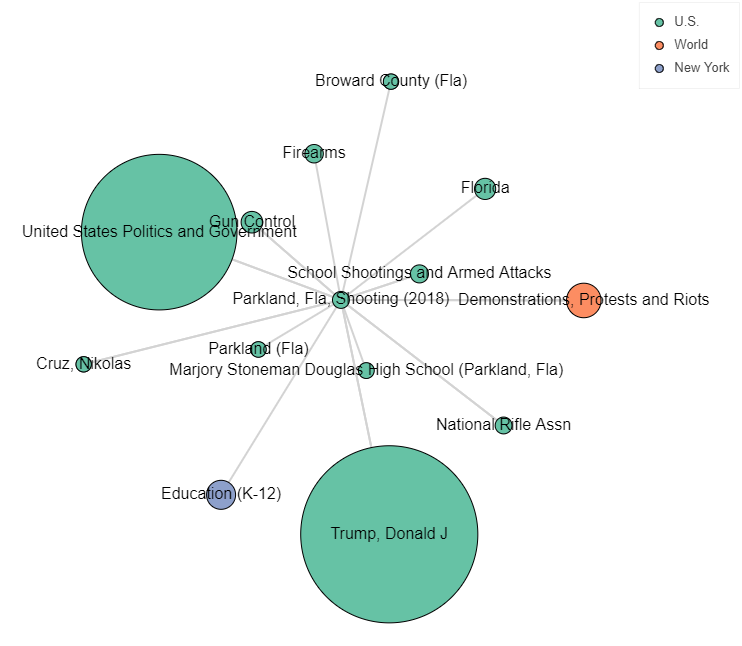 U.S.
World
New York
Broward County (Fla)
Firearms
Florida
Gun Control
United States Politics and Government
School Shootings and Armed Attacks
Parkland, Fla, Shooting (2018)
Demonstrations, Protests and Riots
Parkland (Fla)
Cruz, Nikolas
Marjory Stoneman Douglas High School (Parkland, Fla)
National Rifle Assn
Education (K-12)
Trump, Donald J